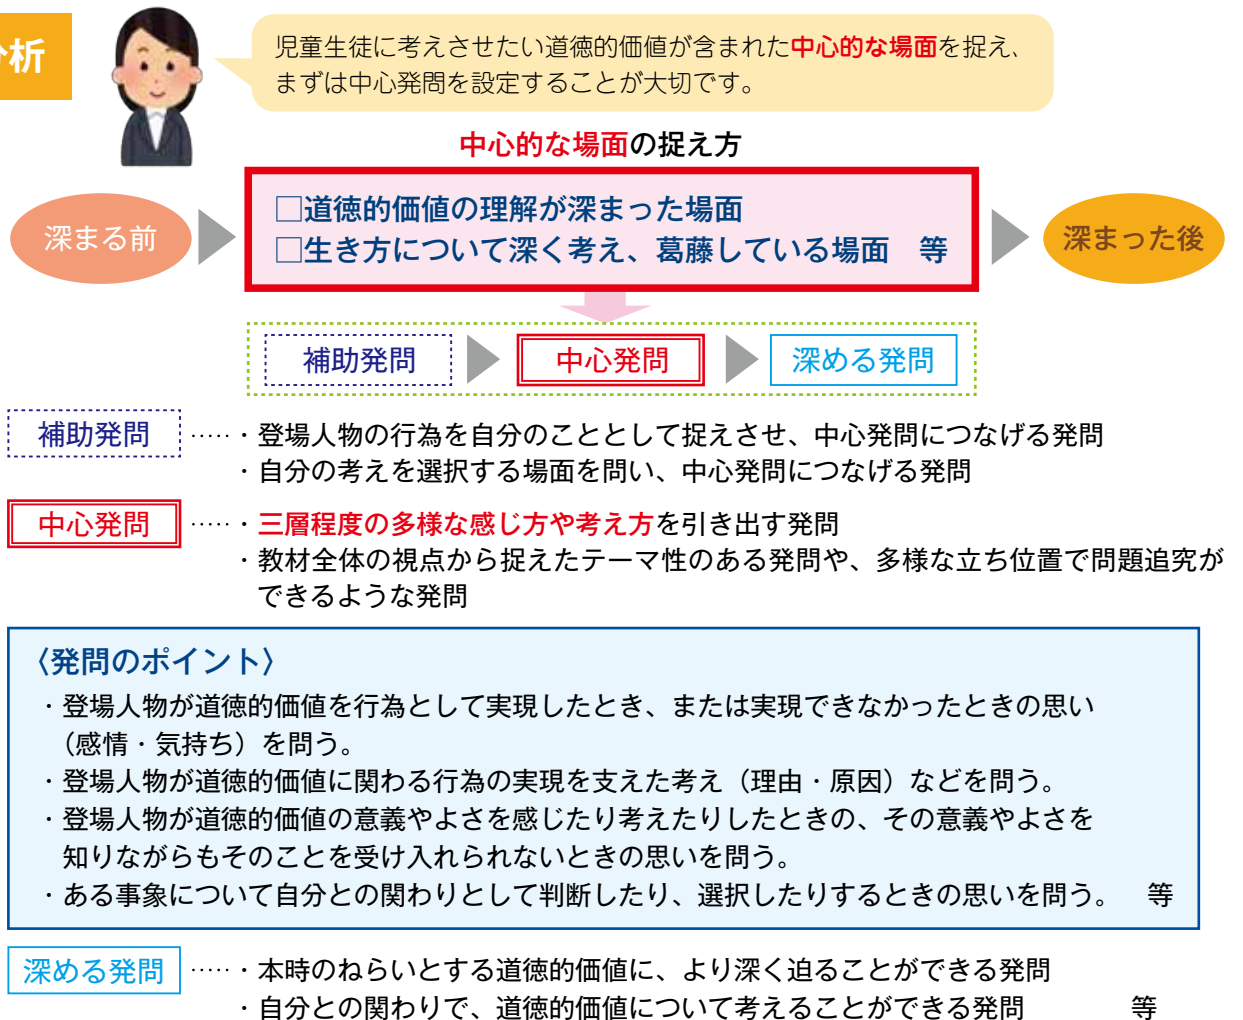 析
児童生徒に考えさせたい道徳的価値が含まれた中心的な場面を捉え、
まずは中心発問を設定することが大切です。
中心的な場面の捉え方
深まる前
□道徳的価値の理解が深まった場面
□生き方について深く考え、葛藤している場面　等
深まった後
補助発問
中心発問
深める発問
補助発問 ‥‥・登場人物の行為を自分のこととして捉えさせ、中心発問につなげる発問
・自分の考えを選択する場面を問い、中心発問につなげる発問
中心発問 ‥‥・三層程度の多様な感じ方や考え方を引き出す発問
・教材全体の視点から捉えたテーマ性のある発問や、多様な立ち位置で問題追究が
できるような発問
〈発問のポイント〉
・登場人物が道徳的価値を行為として実現したとき、または実現できなかったときの思い
（感情・気持ち）を問う。
・登場人物が道徳的価値に関わる行為の実現を支えた考え（理由・原因）などを問う。
・登場人物が道徳的価値の意義やよさを感じたり考えたりしたときの、その意義やよさを
知りながらもそのことを受け入れられないときの思いを問う。
・ある事象について自分との関わりとして判断したり、選択したりするときの思いを問う。　等
深める発問 ‥‥・本時のねらいとする道徳的価値に、より深く迫ることができる発問
・自分との関わりで、道徳的価値について考えることができる発問　等